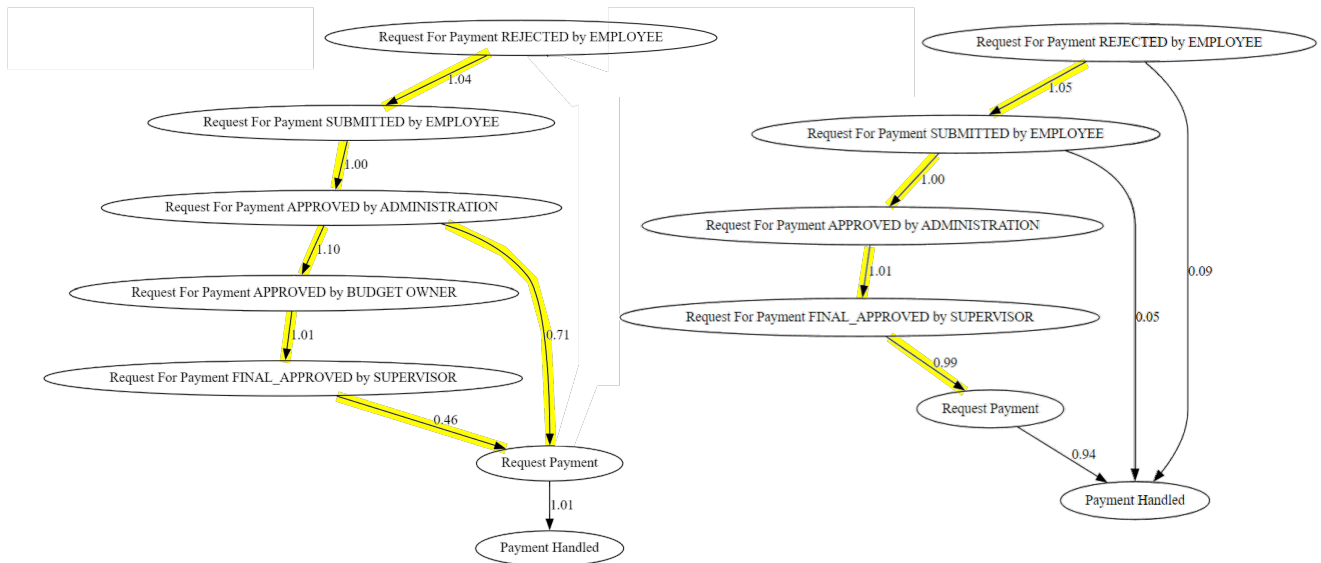 Request For Payment REJECTED by EMPLOYEE
1.04
Request For Payment SUBMITTED by EMPLOYEE
1.00
Request For Payment APPROVED by ADMINISTRATION
1.10
Request For Payment APPROVED by BUDGET OWNER
1.01
0.71
Request For Payment FINAL_APPROVED by SUPERVISOR
0.46
Request Payment
1.01
Payment Handled
Request For Payment REJECTED by EMPLOYEE
1.05
Request For Payment SUBMITTED by EMPLOYEE
1.00
Request For Payment APPROVED by ADMINISTRATION
1.01
0.09
Request For Payment FINAL_APPROVED by SUPERVISOR
0.05
0.99
Request Payment
0.94
Payment Handled